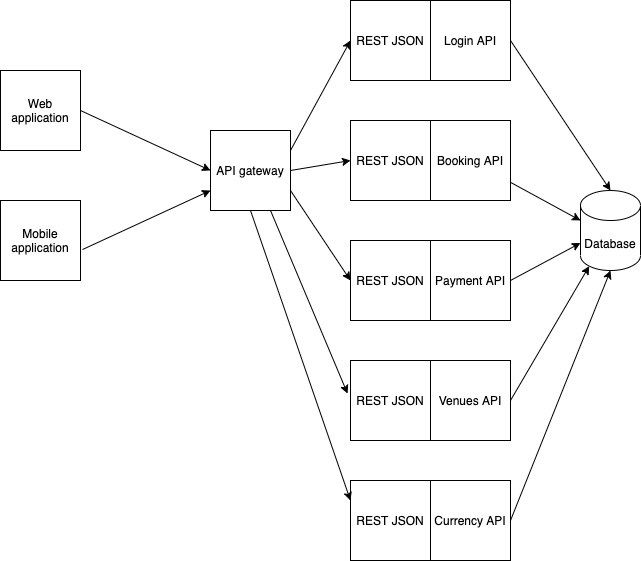 Web
application
Mobile
application
API gateway
REST JSON
Login API
REST JSON
Booking API
REST JSON
Payment API
REST JSON
Venues API
REST JSON
Currency API
Database